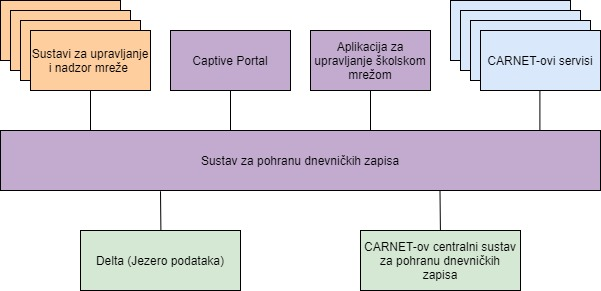 Sustavi za upravljanje
i nadzor mreže
Captive Portal
Aplikacija za
upravljanje školskom
mrežom
CARNET-ovi servisi
Sustav za pohranu dnevničkih zapisa
Delta (Jezero podataka)
CARNET-ov centralni sustav
za pohranu dnevničkih
zapisa